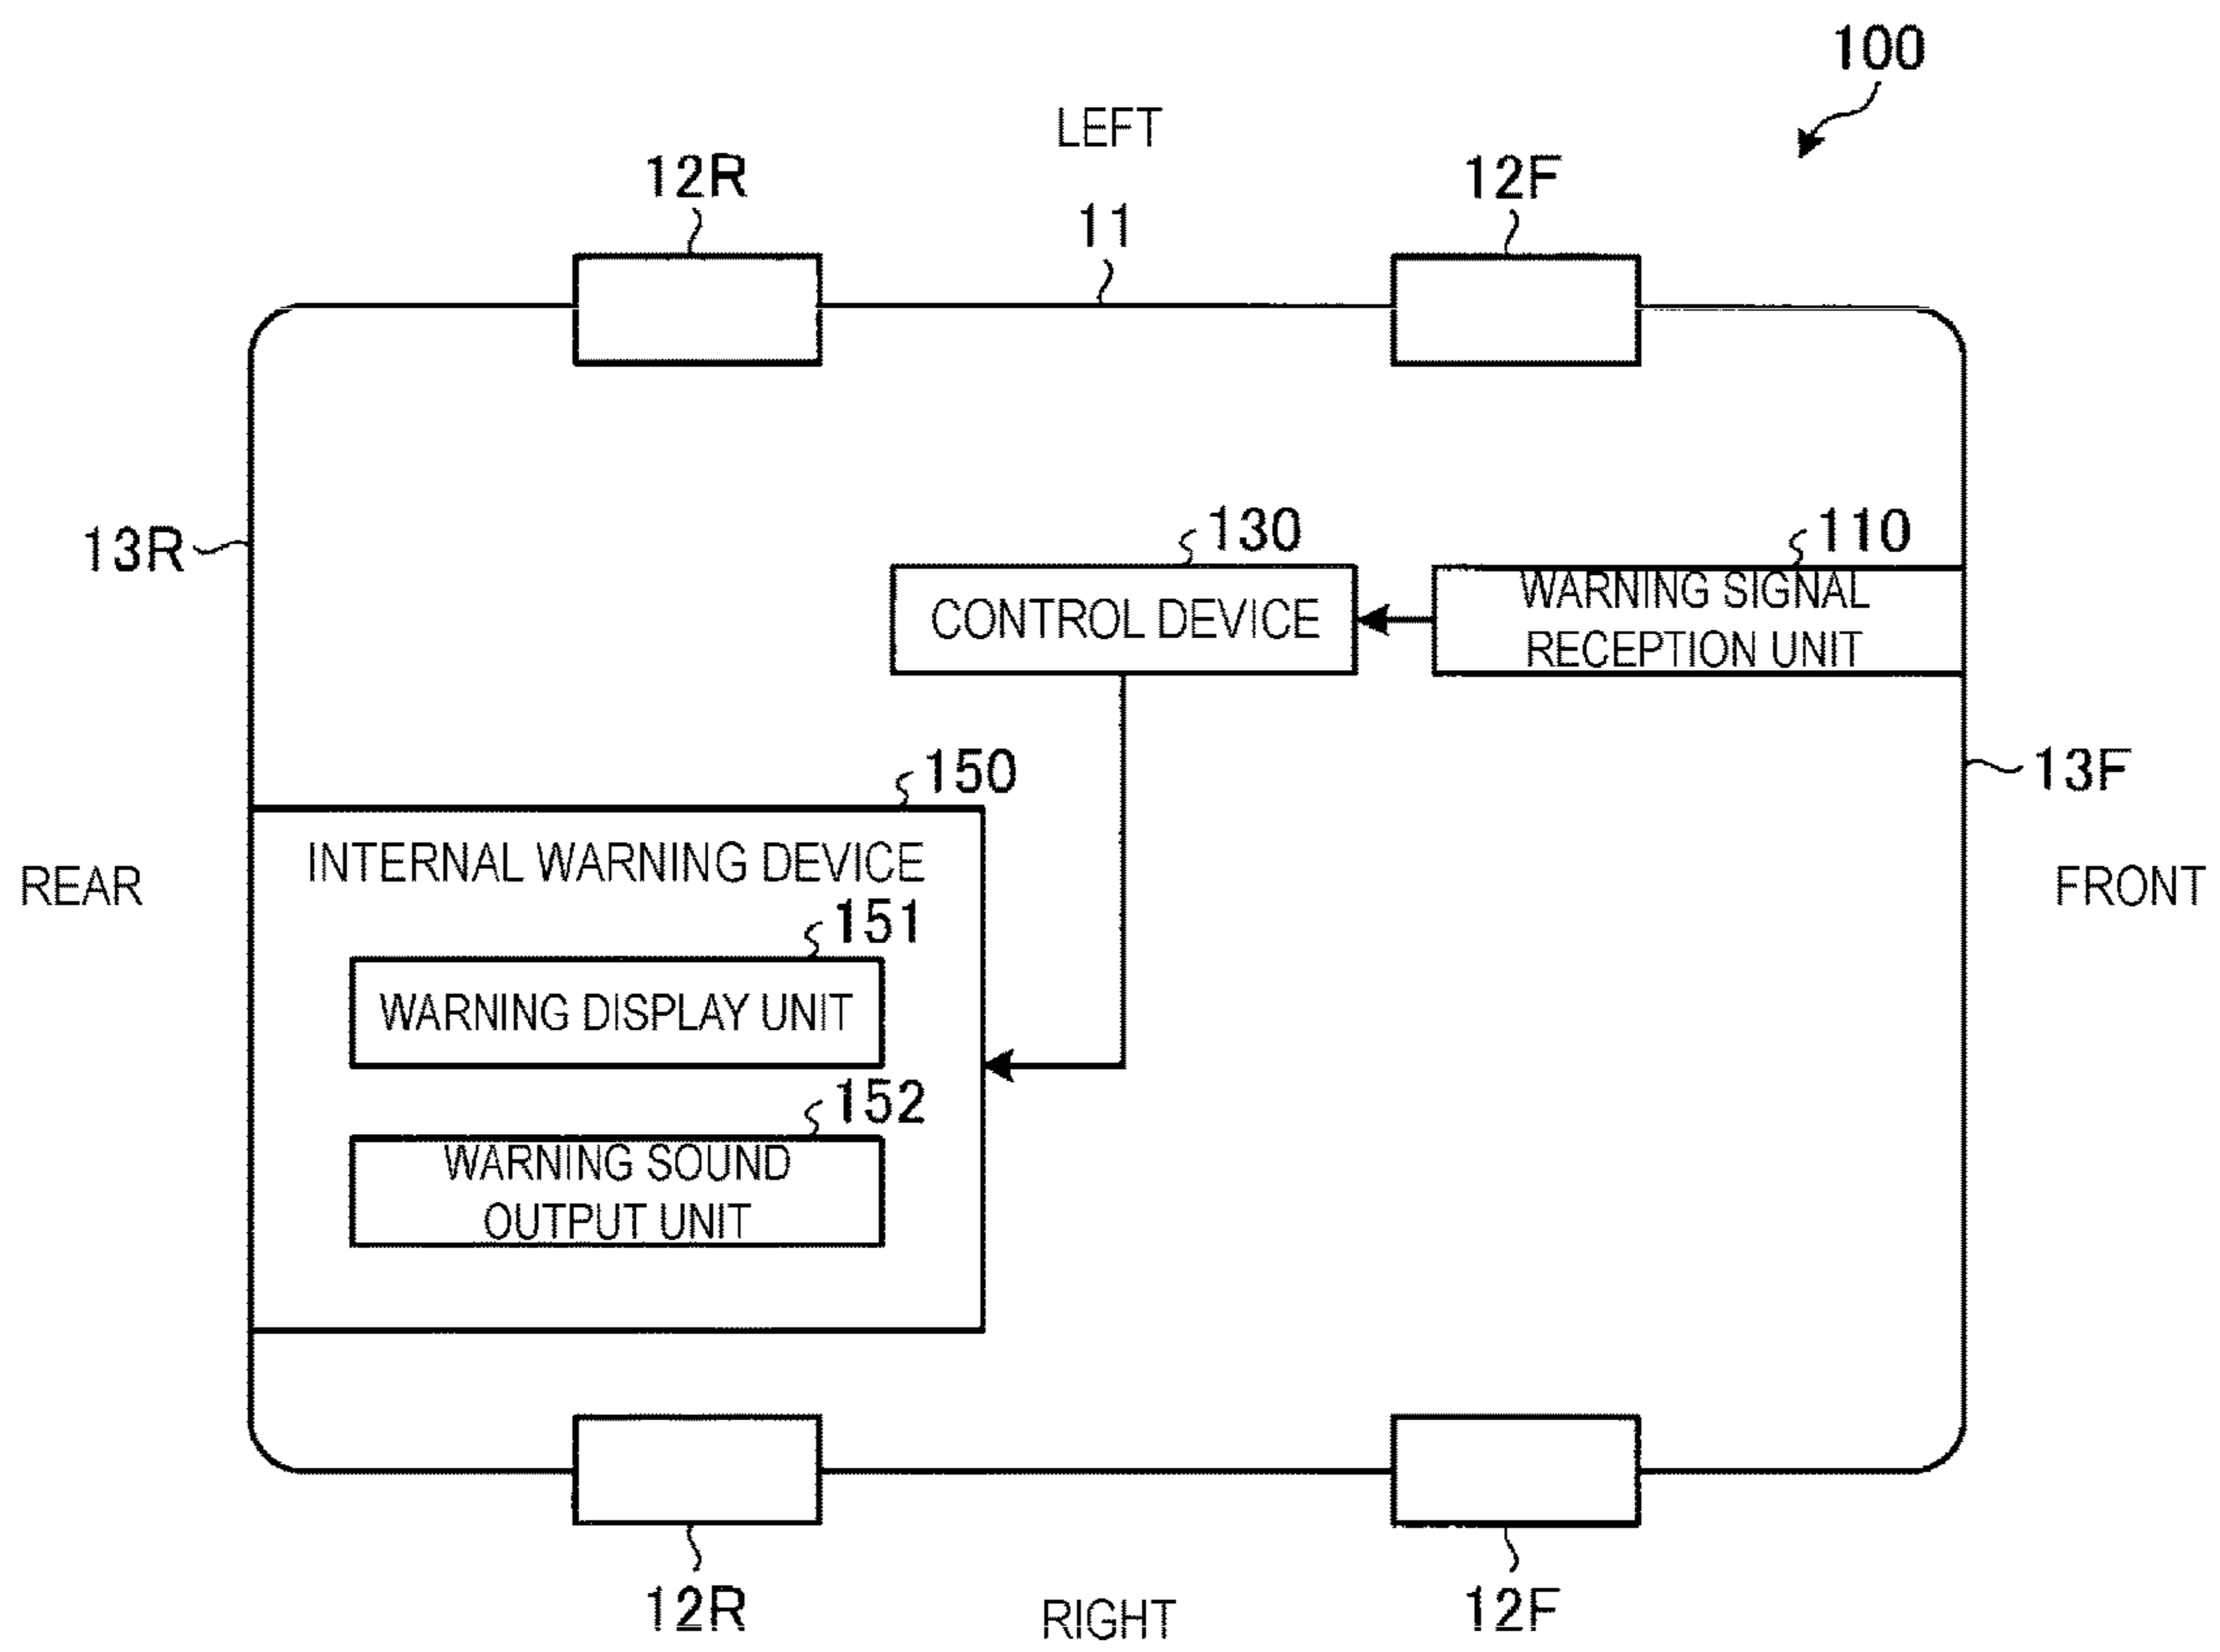 100
LEFT
12R
12F
11
13R
130
110
CONTROL DEVICE
WARNING SIGNAL
RECEPTION UNIT
150
13F
INTERNAL WARNING DEVICE
REAR
FRONT
151
WARNING DISPLAY UNIT
152
WARNING SOUND
OUTPUT UNIT
12R
RIGHT
12F